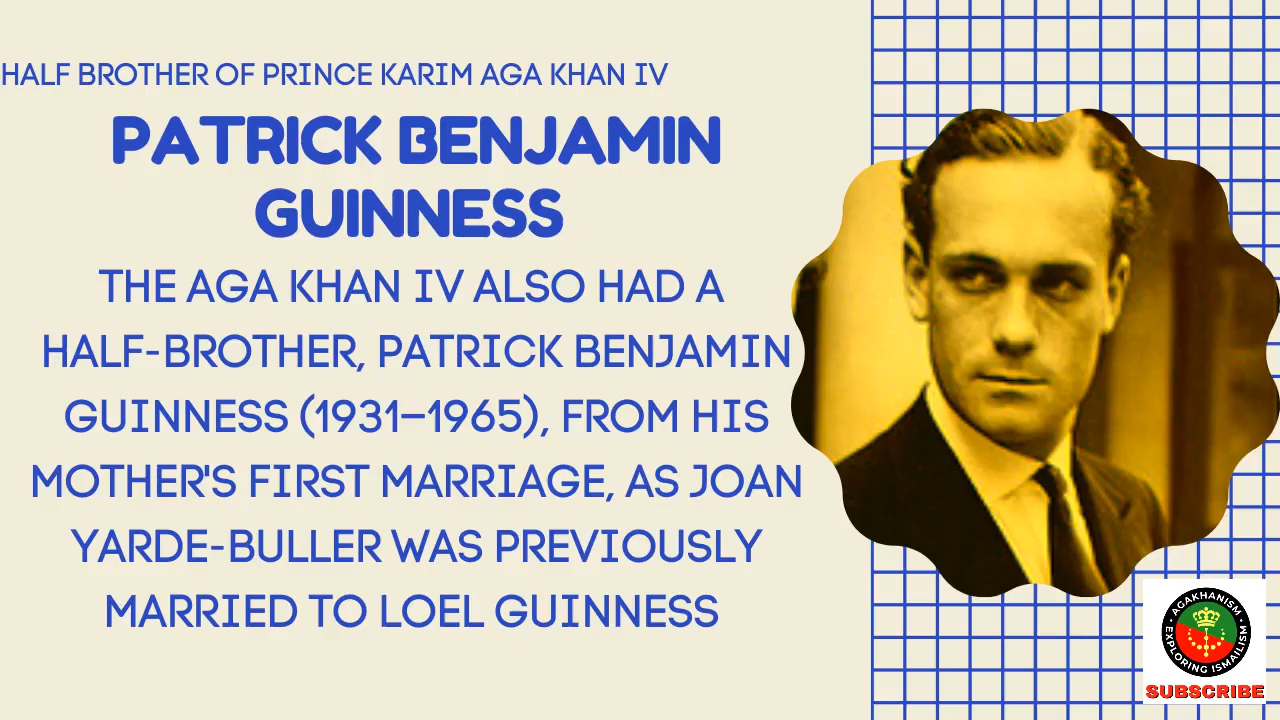 HALF BROTHER OF PRINCE KARIM AGA KHAN IV
PATRICK BENJAMIN
GUINNESS
THE AGA KHAN IV ALSO HAD A
HALF-BROTHER, PATRICK BENJAMIN
GUINNESS (1931–1965), FROM HIS
MOTHER'S FIRST MARRIAGE, AS JOAN
YARDE-BULLER WAS PREVIOUSLY
MARRIED TO LOEL GUINNESS
AGAKHANISM
EXPLORING ISMAILISM
SUBSCRIBE